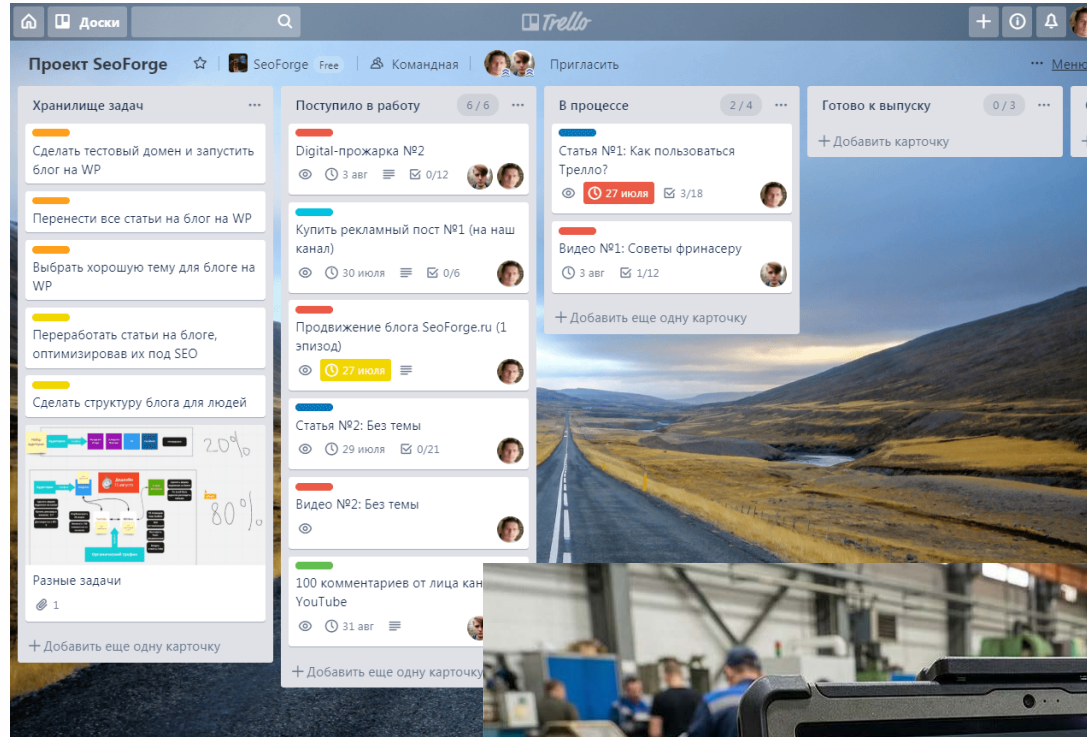 Доски
Trello
Проект SeoForge
SeoForge Free
Командная
Пригласить
Меню
Хранилище задач
Сделать тестовый домен и запустить
блог на WP
Перенести все статьи на блог на WP
Выбрать хорошую тему для блоге на
WP
Переработать статьи на блоге,
оптимизировав их под SEO
Сделать структуру блога для людей
20%
80%
Разные задачи
1
Добавить еще одну карточку
Поступило в работу 6/6
Digital-прожарка №2
3 авг 0/12
Купить рекламный пост №1 (на наш
канал)
30 июля 0/6
Продвижение блога SeoForge.ru (1
эпизод)
27 июля
Статья №2: Без темы
29 июля 0/21
Видео №2: Без темы
100 комментариев от лица кан
YouTube
31 авг
Добавить еще одну карточку
В процессе 2/4
Статья №1: Как пользоваться
Трелло?
27 июля 3/18
Видео №1: Советы фринасеру
3 авг 1/12
Добавить еще одну карточку
Готово к выпуску 0/3
Добавить карточку